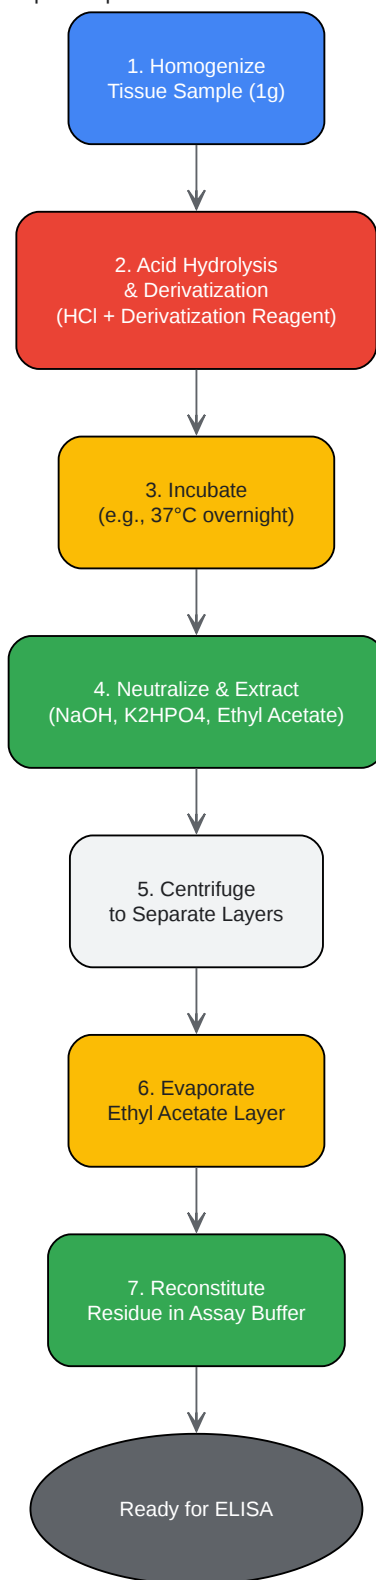 1. Homogenize
Tissue Sample (1g)
2. Acid Hydrolysis
& Derivatization
(HCl + Derivatization Reagent)
3. Incubate
(e.g., 37°C overnight)
4. Neutralize & Extract
(NaOH, K2HPO4, Ethyl Acetate)
5. Centrifuge
to Separate Layers
6. Evaporate
Ethyl Acetate Layer
7. Reconstitute
Residue in Assay Buffer
Ready for ELISA